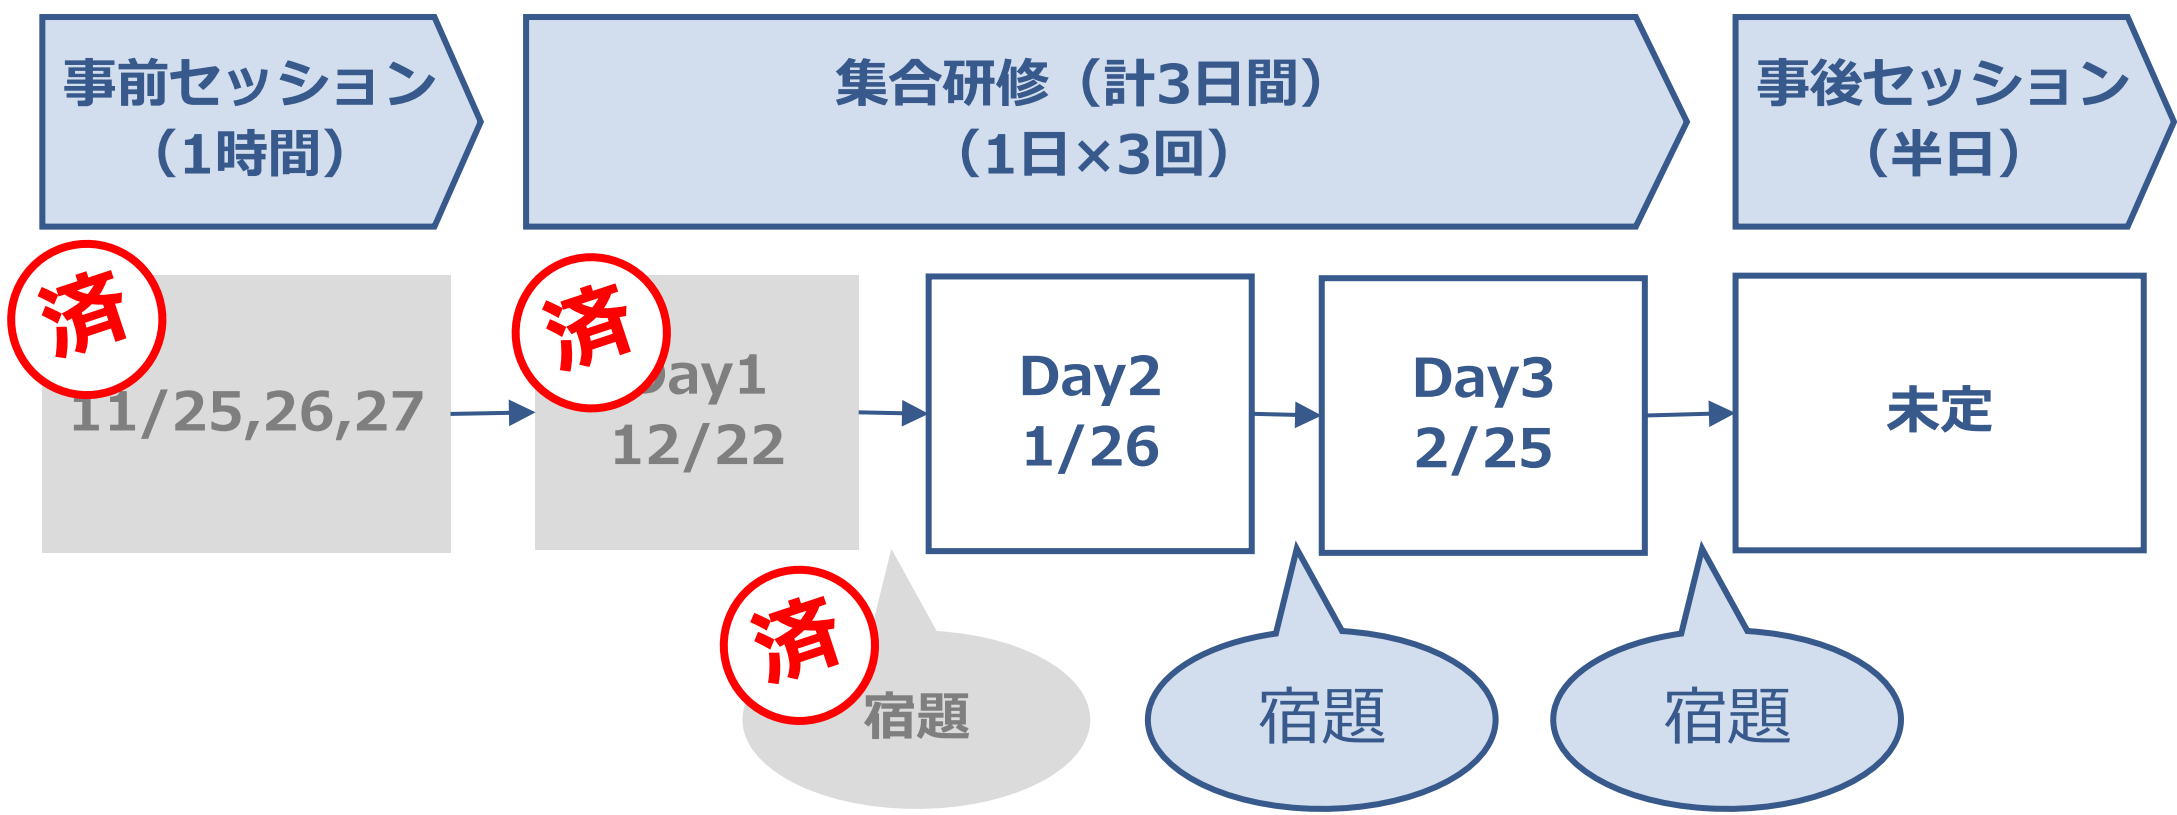 事前セッション
（1時間）
集合研修（計3日間）
（1日×3回）
事後セッション
（半日）
済
11/25,26,27
済
Day1
12/22
Day2
1/26
Day3
2/25
未定
済
宿題
宿題
宿題